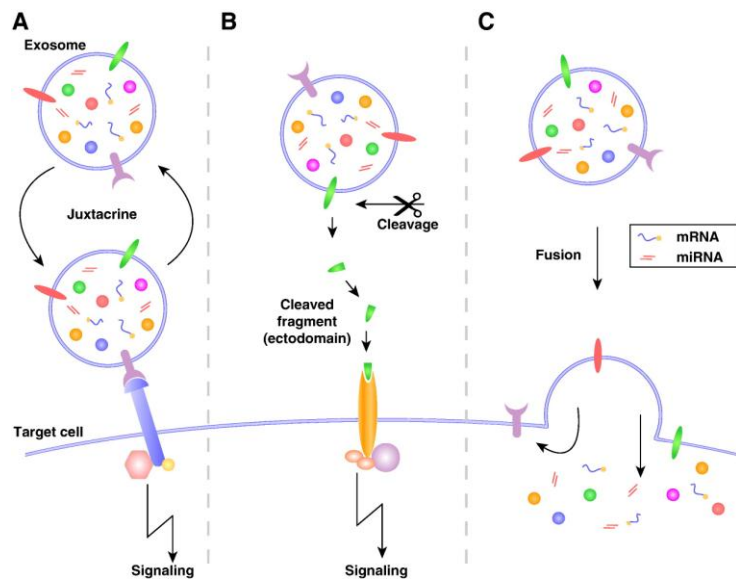 A
Exosome
Juxtacrine
Target cell
Signaling
B
Cleavage
Cleaved
fragment
(ectodomain)
Signaling
C
Fusion
mRNA
miRNA